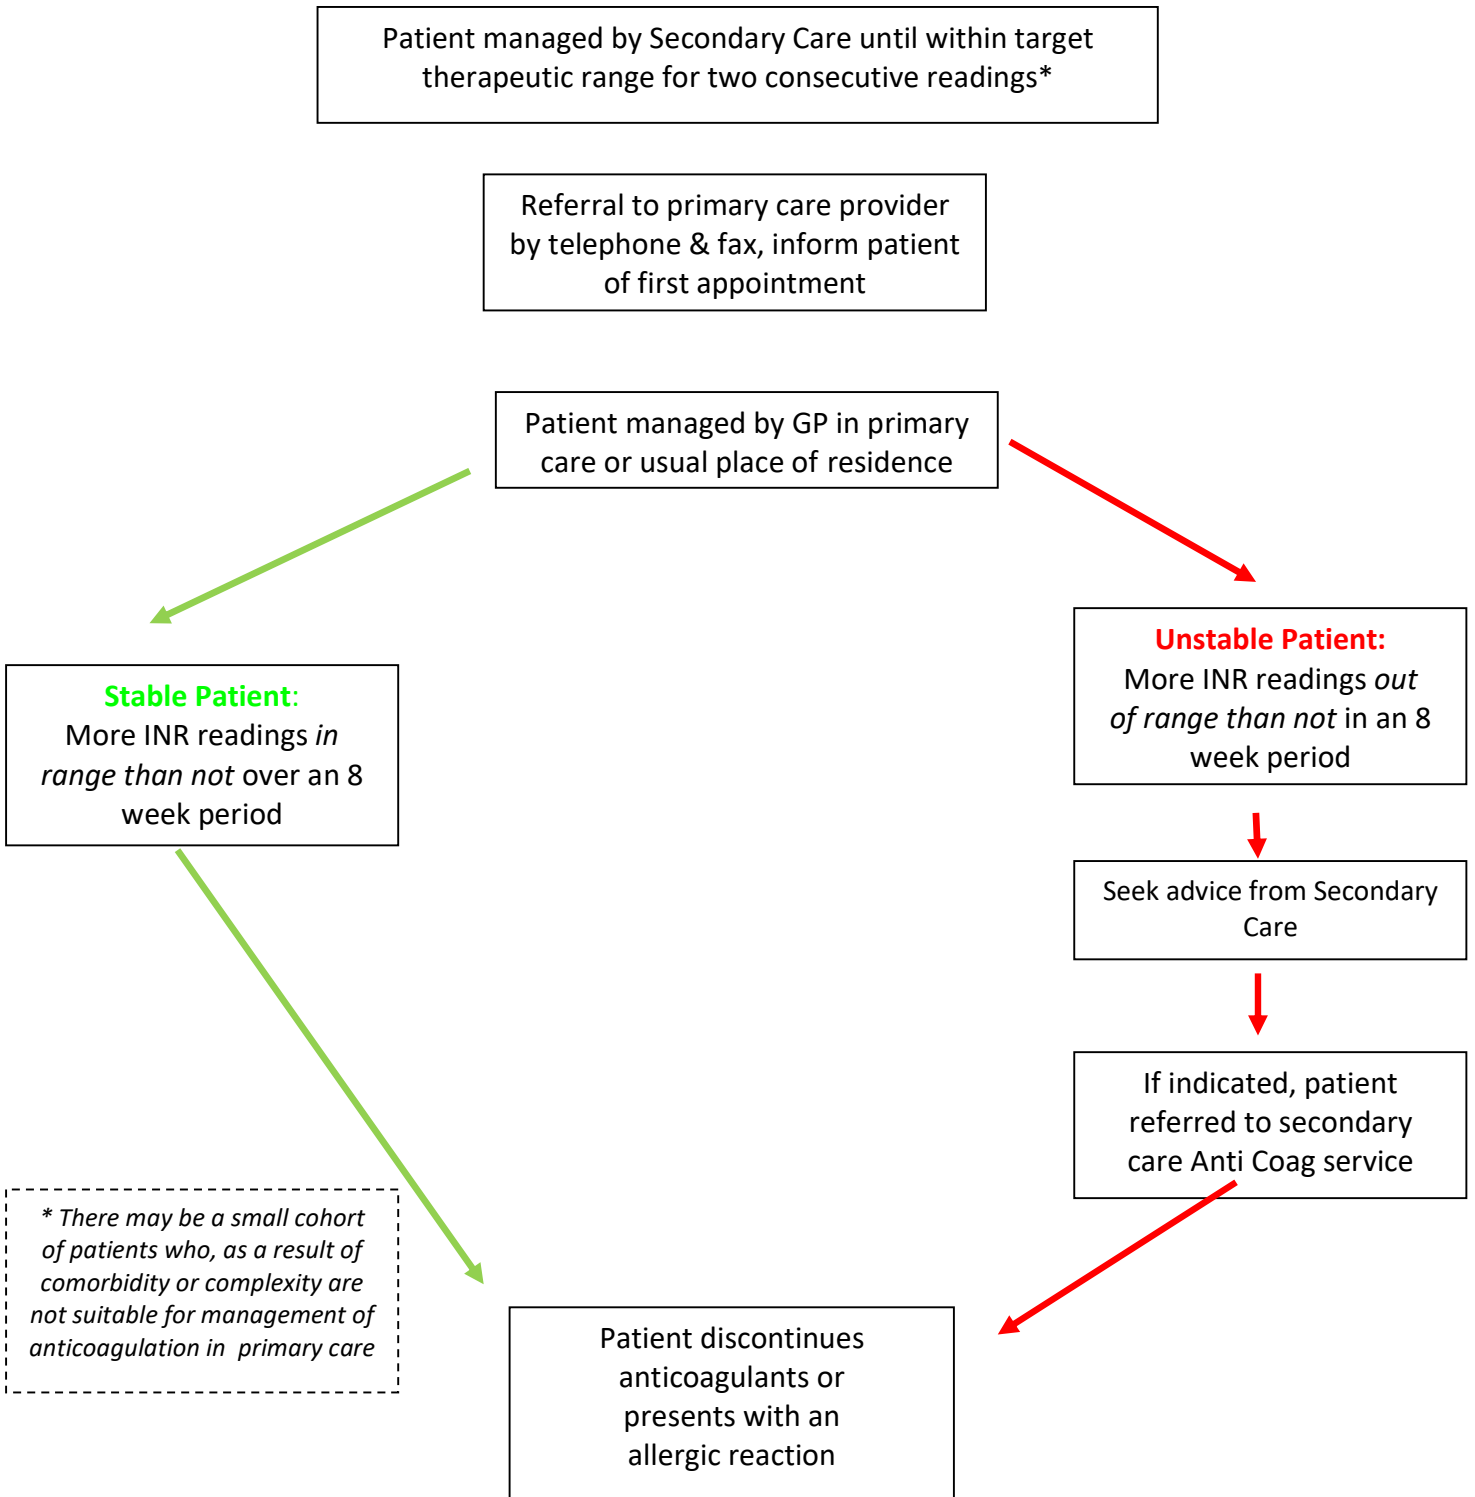 Patient managed by Secondary Care until within target
therapeutic range for two consecutive readings*
Referral to primary care provider
by telephone & fax, inform patient
of first appointment
Patient managed by GP in primary
care or usual place of residence
Stable Patient:
More INR readings in
range than not over an 8
week period
Unstable Patient:
More INR readings out
of range than not in an 8
week period
Seek advice from Secondary
Care
If indicated, patient
referred to secondary
care Anti Coag service
* There may be a small cohort
of patients who, as a result of
comorbidity or complexity are
not suitable for management of
anticoagulation in primary care
Patient discontinues
anticoagulants or
presents with an
allergic reaction